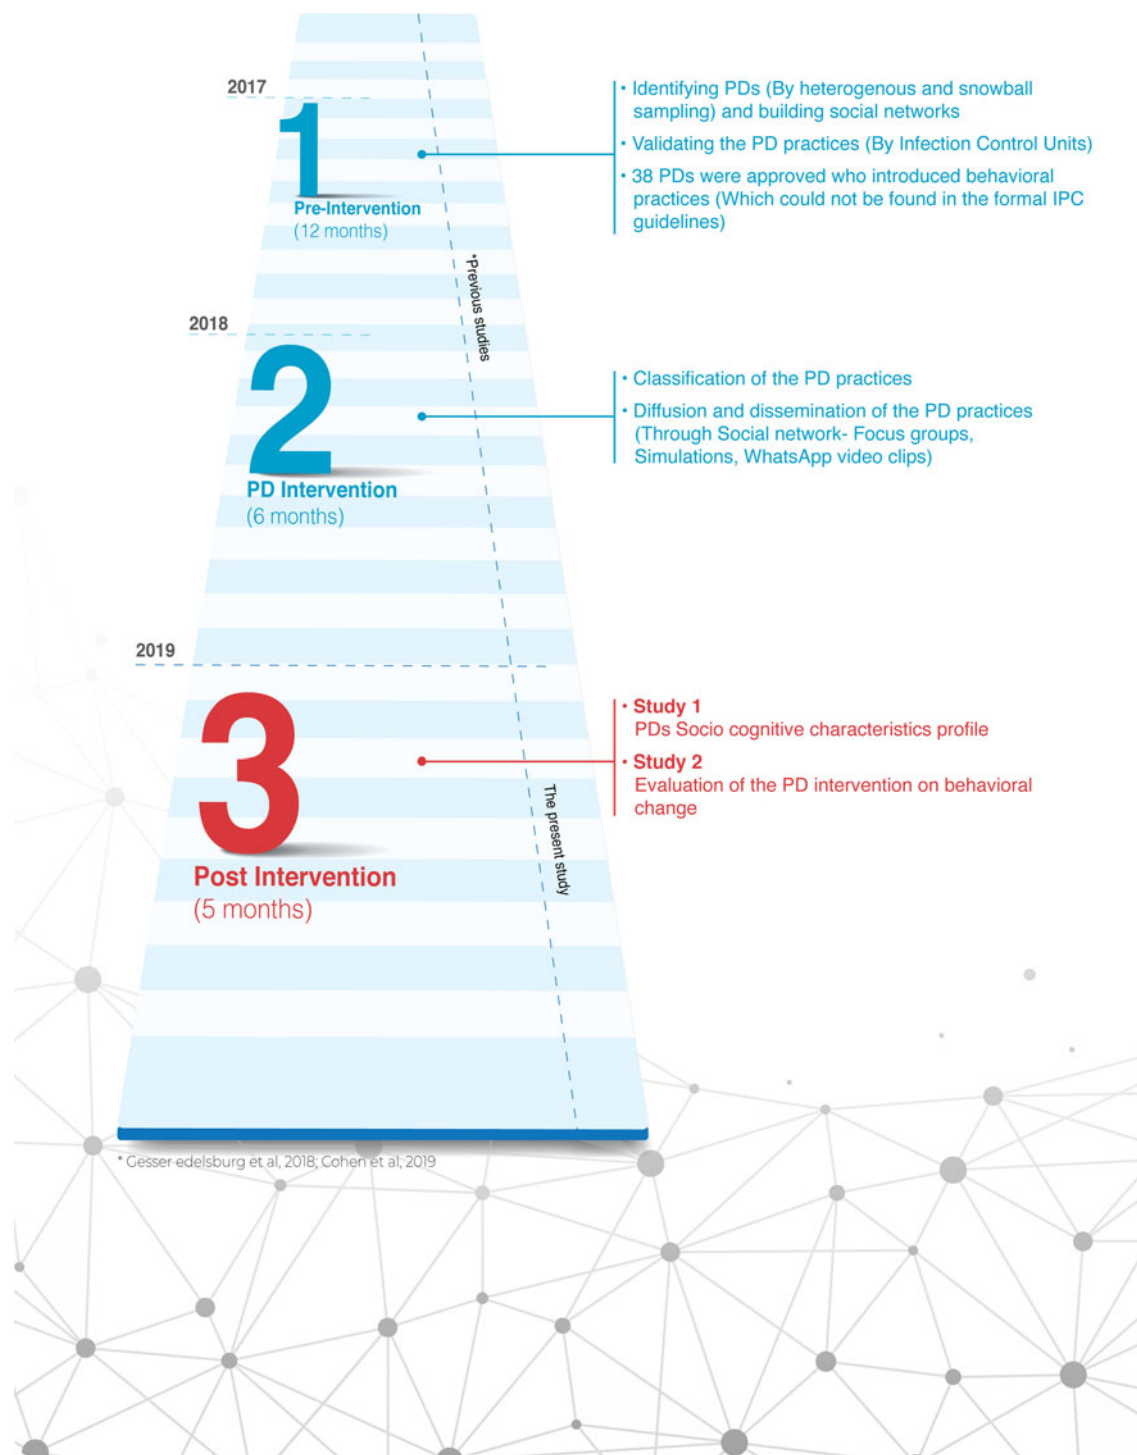 2017
1
Pre-Intervention
(12 months)
• Identifying PDs (By heterogenous and snowball
sampling) and building social networks
• Validating the PD practices (By Infection Control Units)
• 38 PDs were approved who introduced behavioral
practices (Which could not be found in the formal IPC
guidelines)
*Previous studies
2018
2
PD Intervention
(6 months)
• Classification of the PD practices
• Diffusion and dissemination of the PD practices
(Through Social network- Focus groups,
Simulations, WhatsApp video clips)
2019
3
Post Intervention
(5 months)
• Study 1
PDs Socio cognitive characteristics profile
• Study 2
Evaluation of the PD intervention on behavioral
change
The present study
* Gesser edelsburg et al, 2018; Cohen et al, 2019